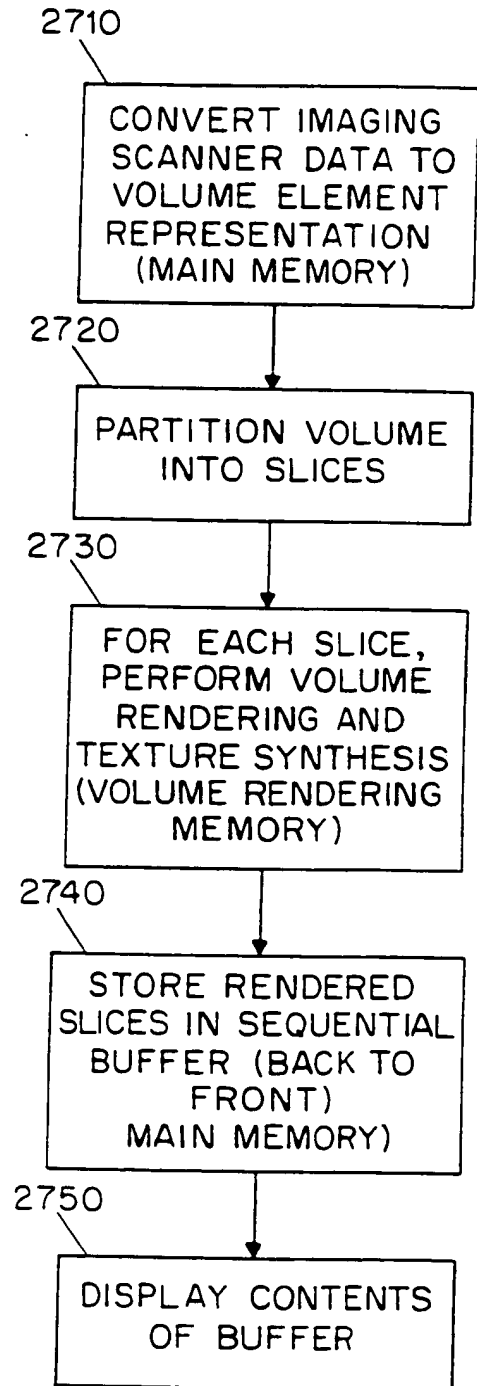 2710
CONVERT IMAGING
SCANNER DATA TO
VOLUME ELEMENT
REPRESENTATION
(MAIN MEMORY)
2720
PARTITION VOLUME
INTO SLICES
2730
FOR EACH SLICE,
PERFORM VOLUME
RENDERING AND
TEXTURE SYNTHESIS
(VOLUME RENDERING
MEMORY)
2740
STORE RENDERED
SLICES IN SEQUENTIAL
BUFFER (BACK TO
FRONT)
MAIN MEMORY)
2750
DISPLAY CONTENTS
OF BUFFER